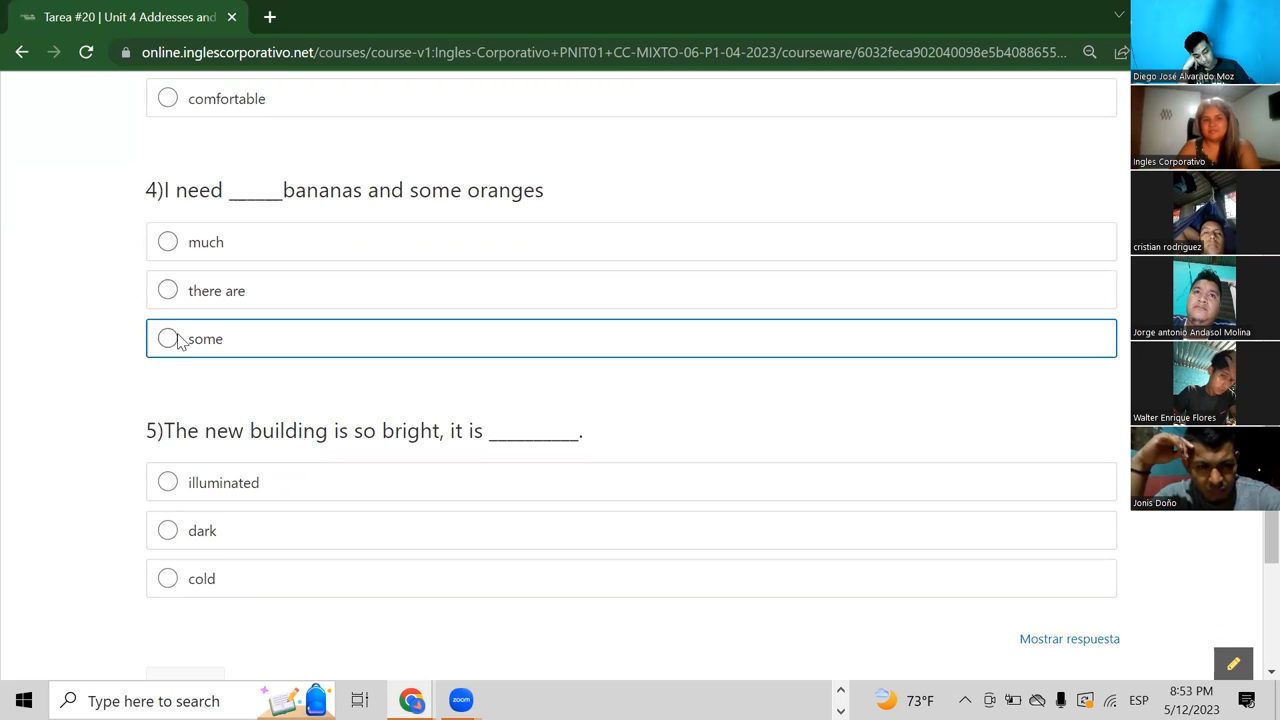 Tarea #20 | Unit 4 Addresses and
online.inglescorporativo.net/courses/course-v1:Ingles-Corporativo+PNIT01+CC-MIXTO-06-P1-04-2023/courseware/6032feca902040098e5b4088655...
comfortable
4)I need ______bananas and some oranges
much
there are
some
5)The new building is so bright, it is __________.
illuminated
dark
cold
Mostrar respuesta
Diego José Alvarado Moz
Ingles Corporativo
cristian rodriguez
Jorge antonio Andasol Molina
Walter Enrique Flores
Jonis Doño
Type here to search
zoom
73°F
ESP
8:53 PM
5/12/2023